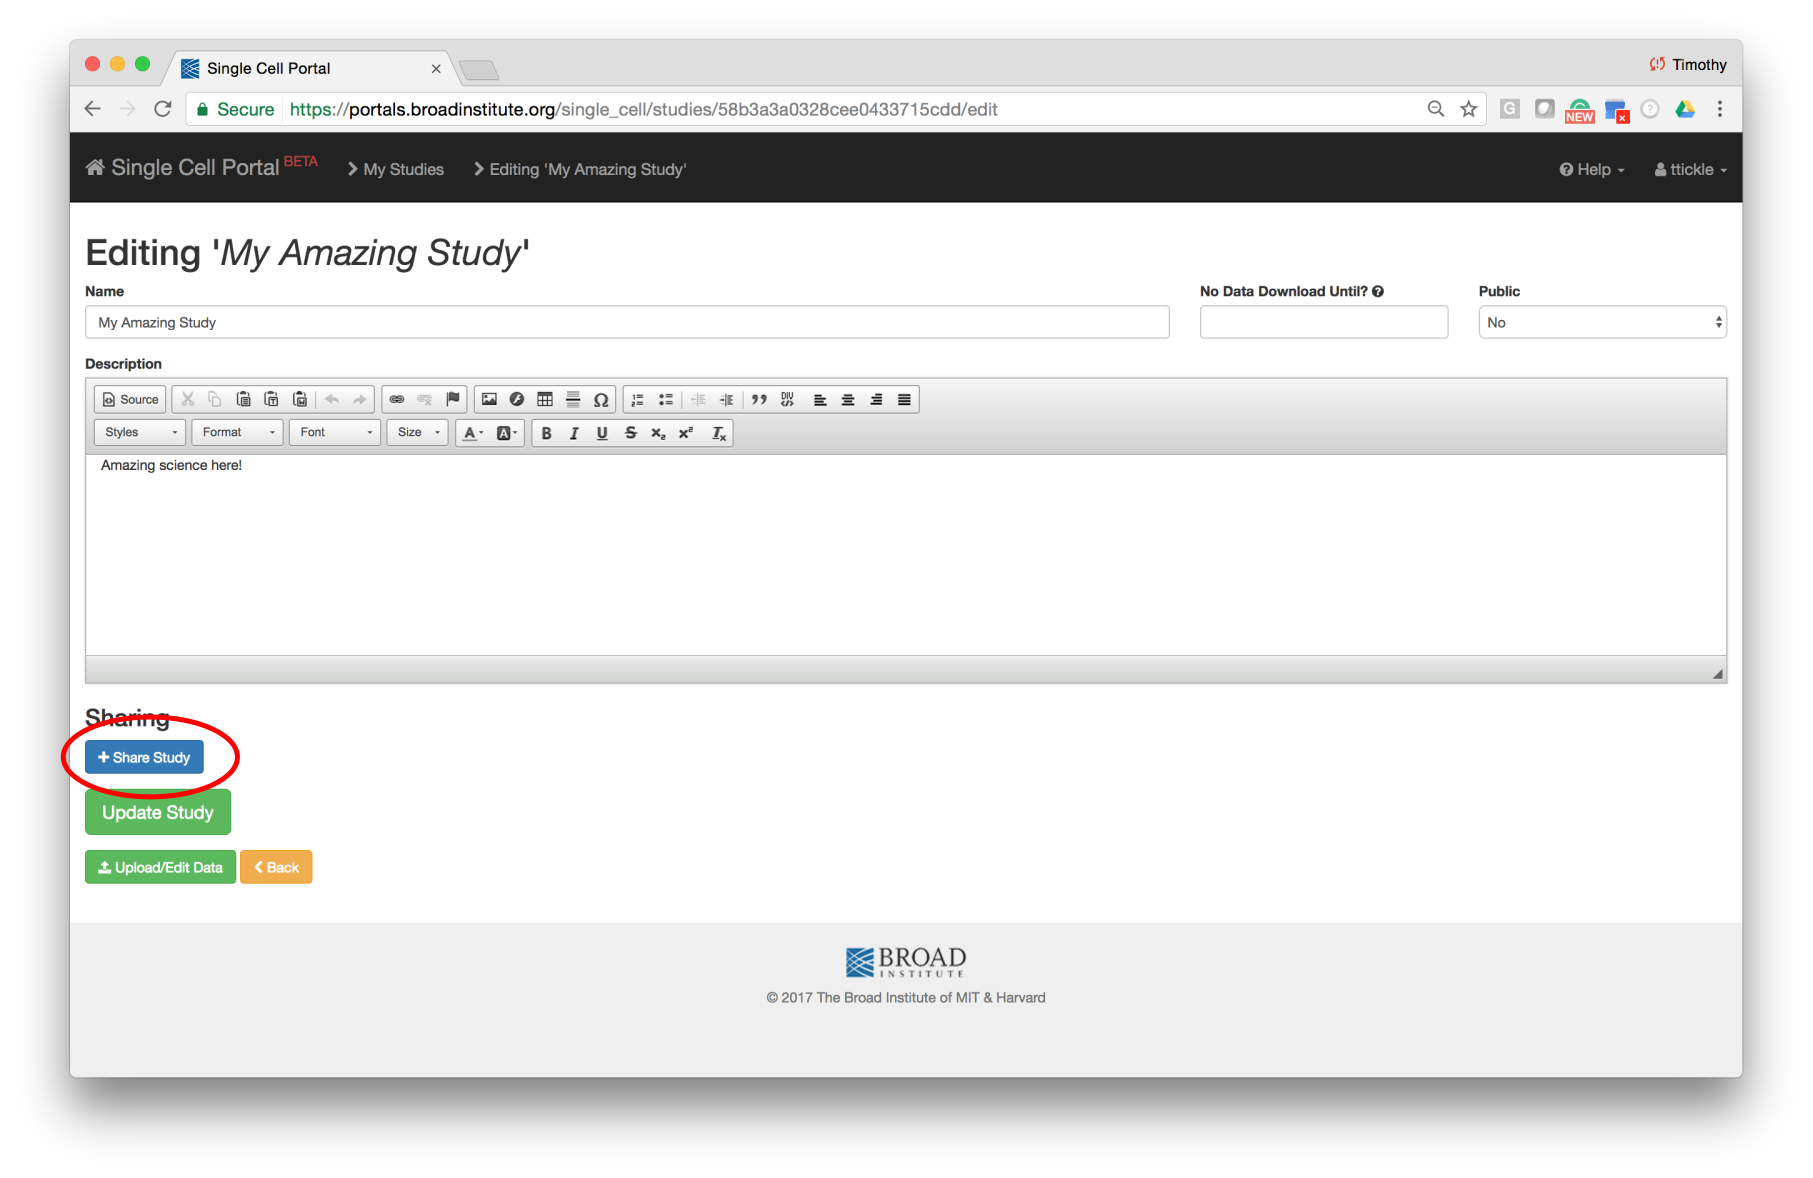 Single Cell Portal
Timothy
Secure https://portals.broadinstitute.org/single_cell/studies/58b3a3a0328cee0433715cdd/edit
G
NEW
Single Cell Portal BETA My Studies Editing 'My Amazing Study' Help ttickle
Editing 'My Amazing Study'
Name No Data Download Until? Public
My Amazing Study No
Description
Source
Styles Format Font Size A A B I U S x₂ x² Tx
Amazing science here!
Sharing
+ Share Study
Update Study
Upload/Edit Data Back
BROAD
INSTITUTE
© 2017 The Broad Institute of MIT & Harvard